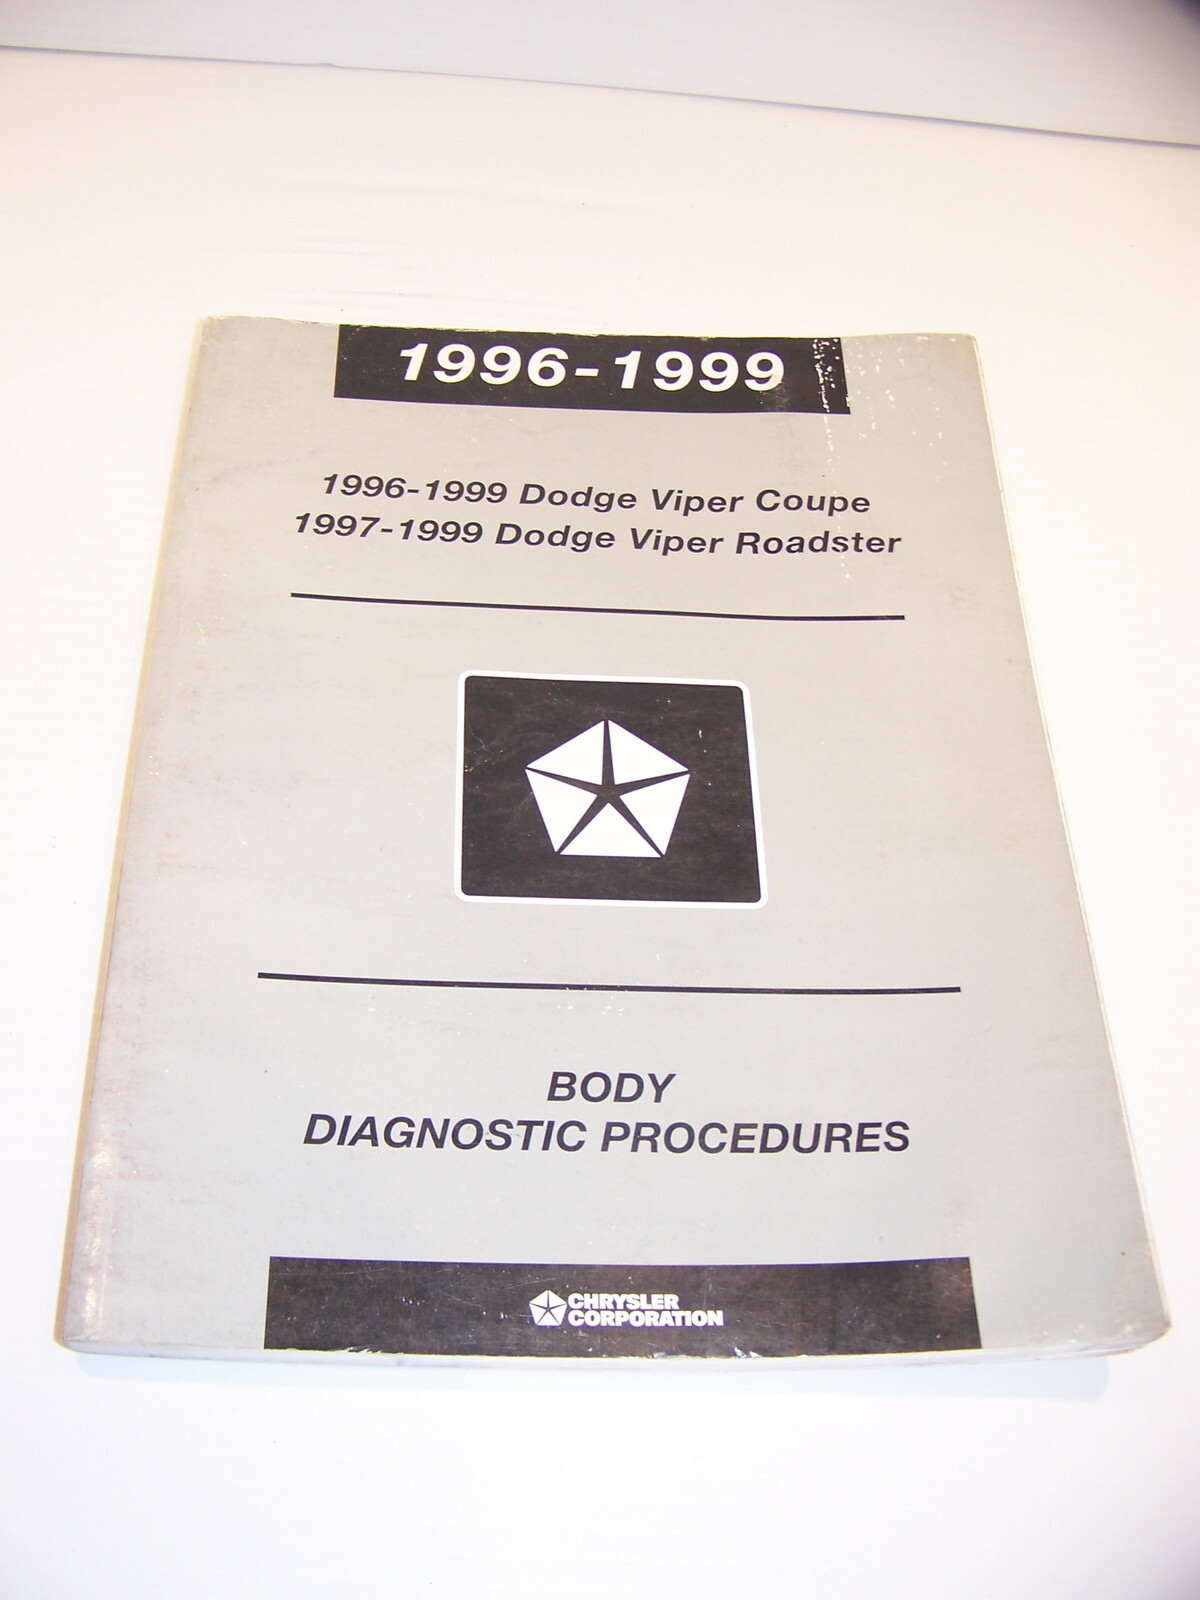 1996-1999
1996-1999 Dodge Viper Coupe
1997-1999 Dodge Viper Roadster
BODY
DIAGNOSTIC PROCEDURES
CHRYSLER
CORPORATION